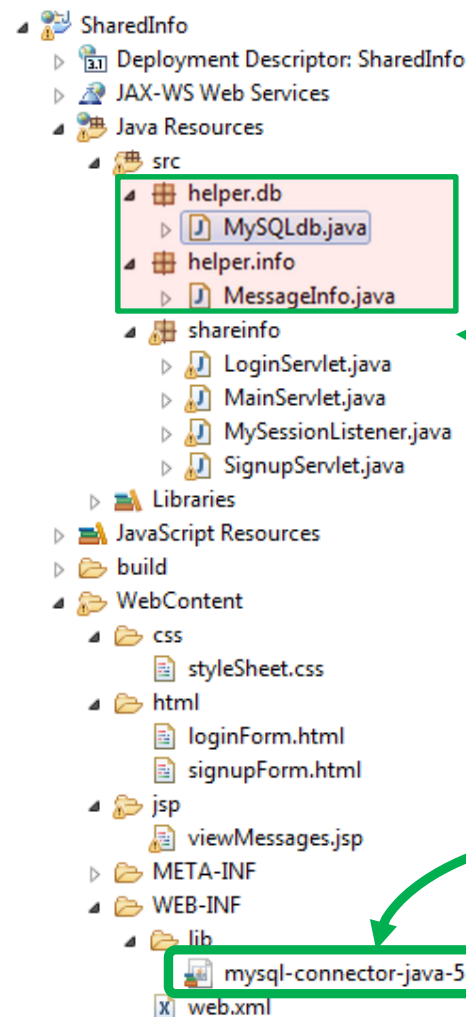 SharedInfo
3.1 Deployment Descriptor: SharedInfo
JAX-WS Web Services
Java Resources
src
helper.db
MySQLdb.java
helper.info
MessageInfo.java
shareinfo
LoginServlet.java
MainServlet.java
MySessionListener.java
SignupServlet.java
Libraries
JavaScript Resources
build
WebContent
css
styleSheet.css
html
loginForm.html
signupForm.html
jsp
viewMessages.jsp
META-INF
WEB-INF
lib
mysql-connector-java-5
web.xml